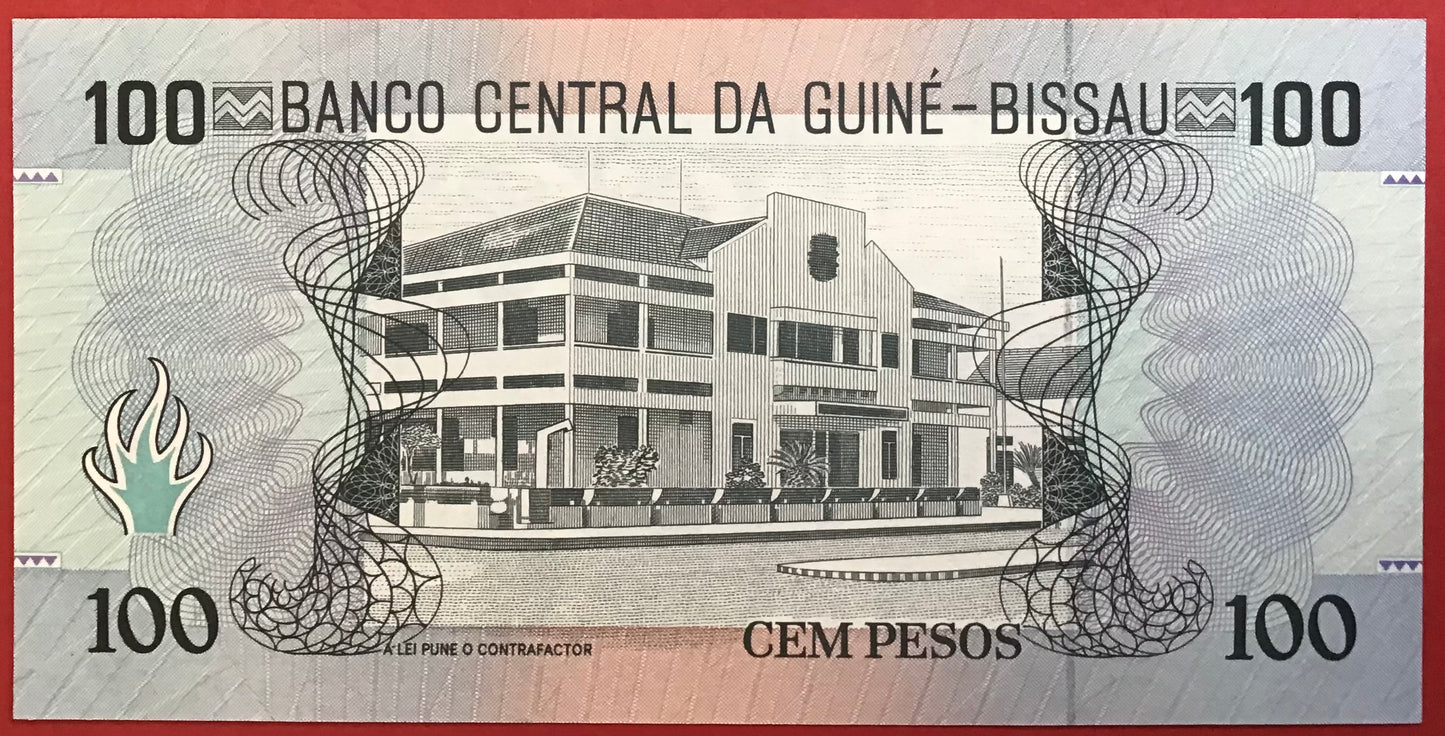 100 BANCO CENTRAL DA GUINÉ-BISSAU 100
100 A LEI PUNE O CONTRAFACTOR CEM PESOS 100